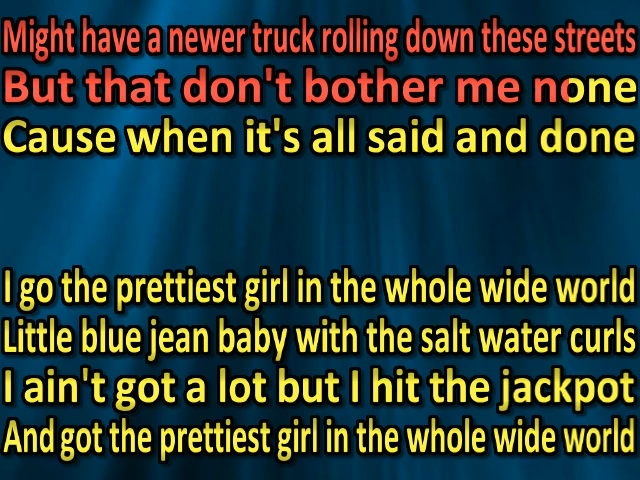 Might have a newer truck rolling down these streets
But that don't bother me none
Cause when it's all said and done
I go the prettiest girl in the whole wide world
Little blue jean baby with the salt water curls
I ain't got a lot but I hit the jackpot
And got the prettiest girl in the whole wide world